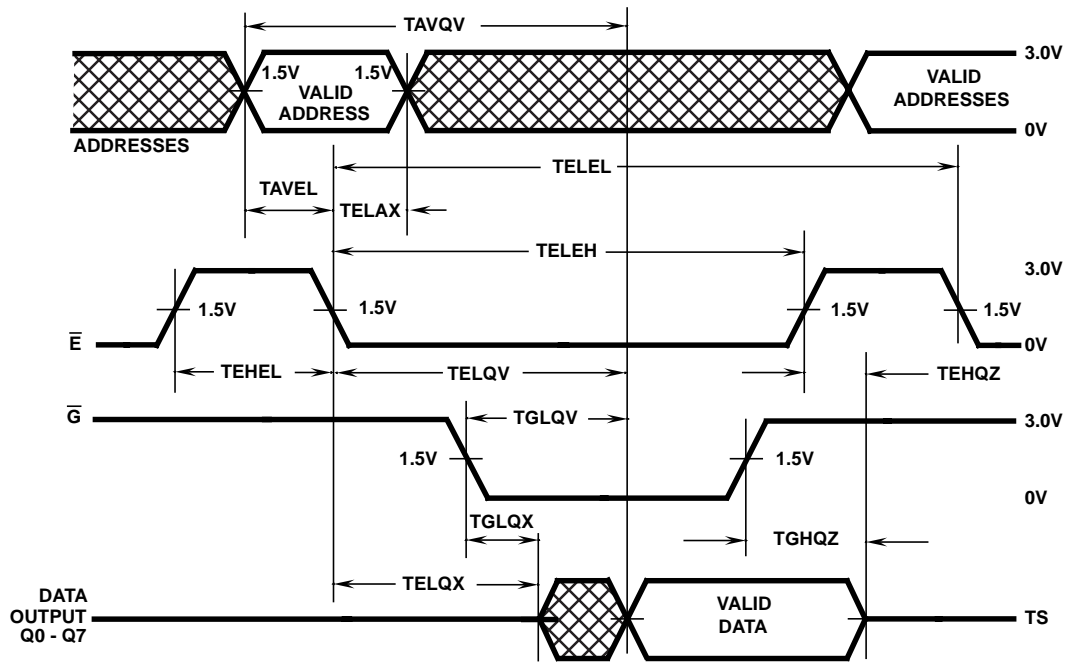 TAVQV
3.0V
1.5V
1.5V
VALID
ADDRESS
VALID
ADDRESSES
0V
ADDRESSES
TELEL
TAVEL
TELAX
TELEH
3.0V
1.5V
1.5V
1.5V
1.5V
E
0V
TEHEL
TELQV
TEHQZ
G
TGLQV
3.0V
1.5V
1.5V
0V
TGLQX
TGHQZ
TELQX
DATA
OUTPUT
Q0 - Q7
VALID
DATA
TS